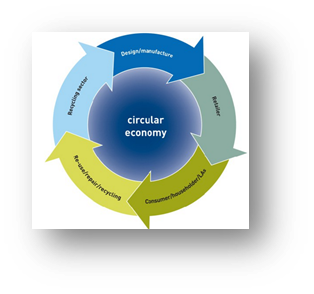 Design/manufacture
Retailer
Consumer/householder/LAs
Re-use/repair/recycling
Recycling sector
circular
economy